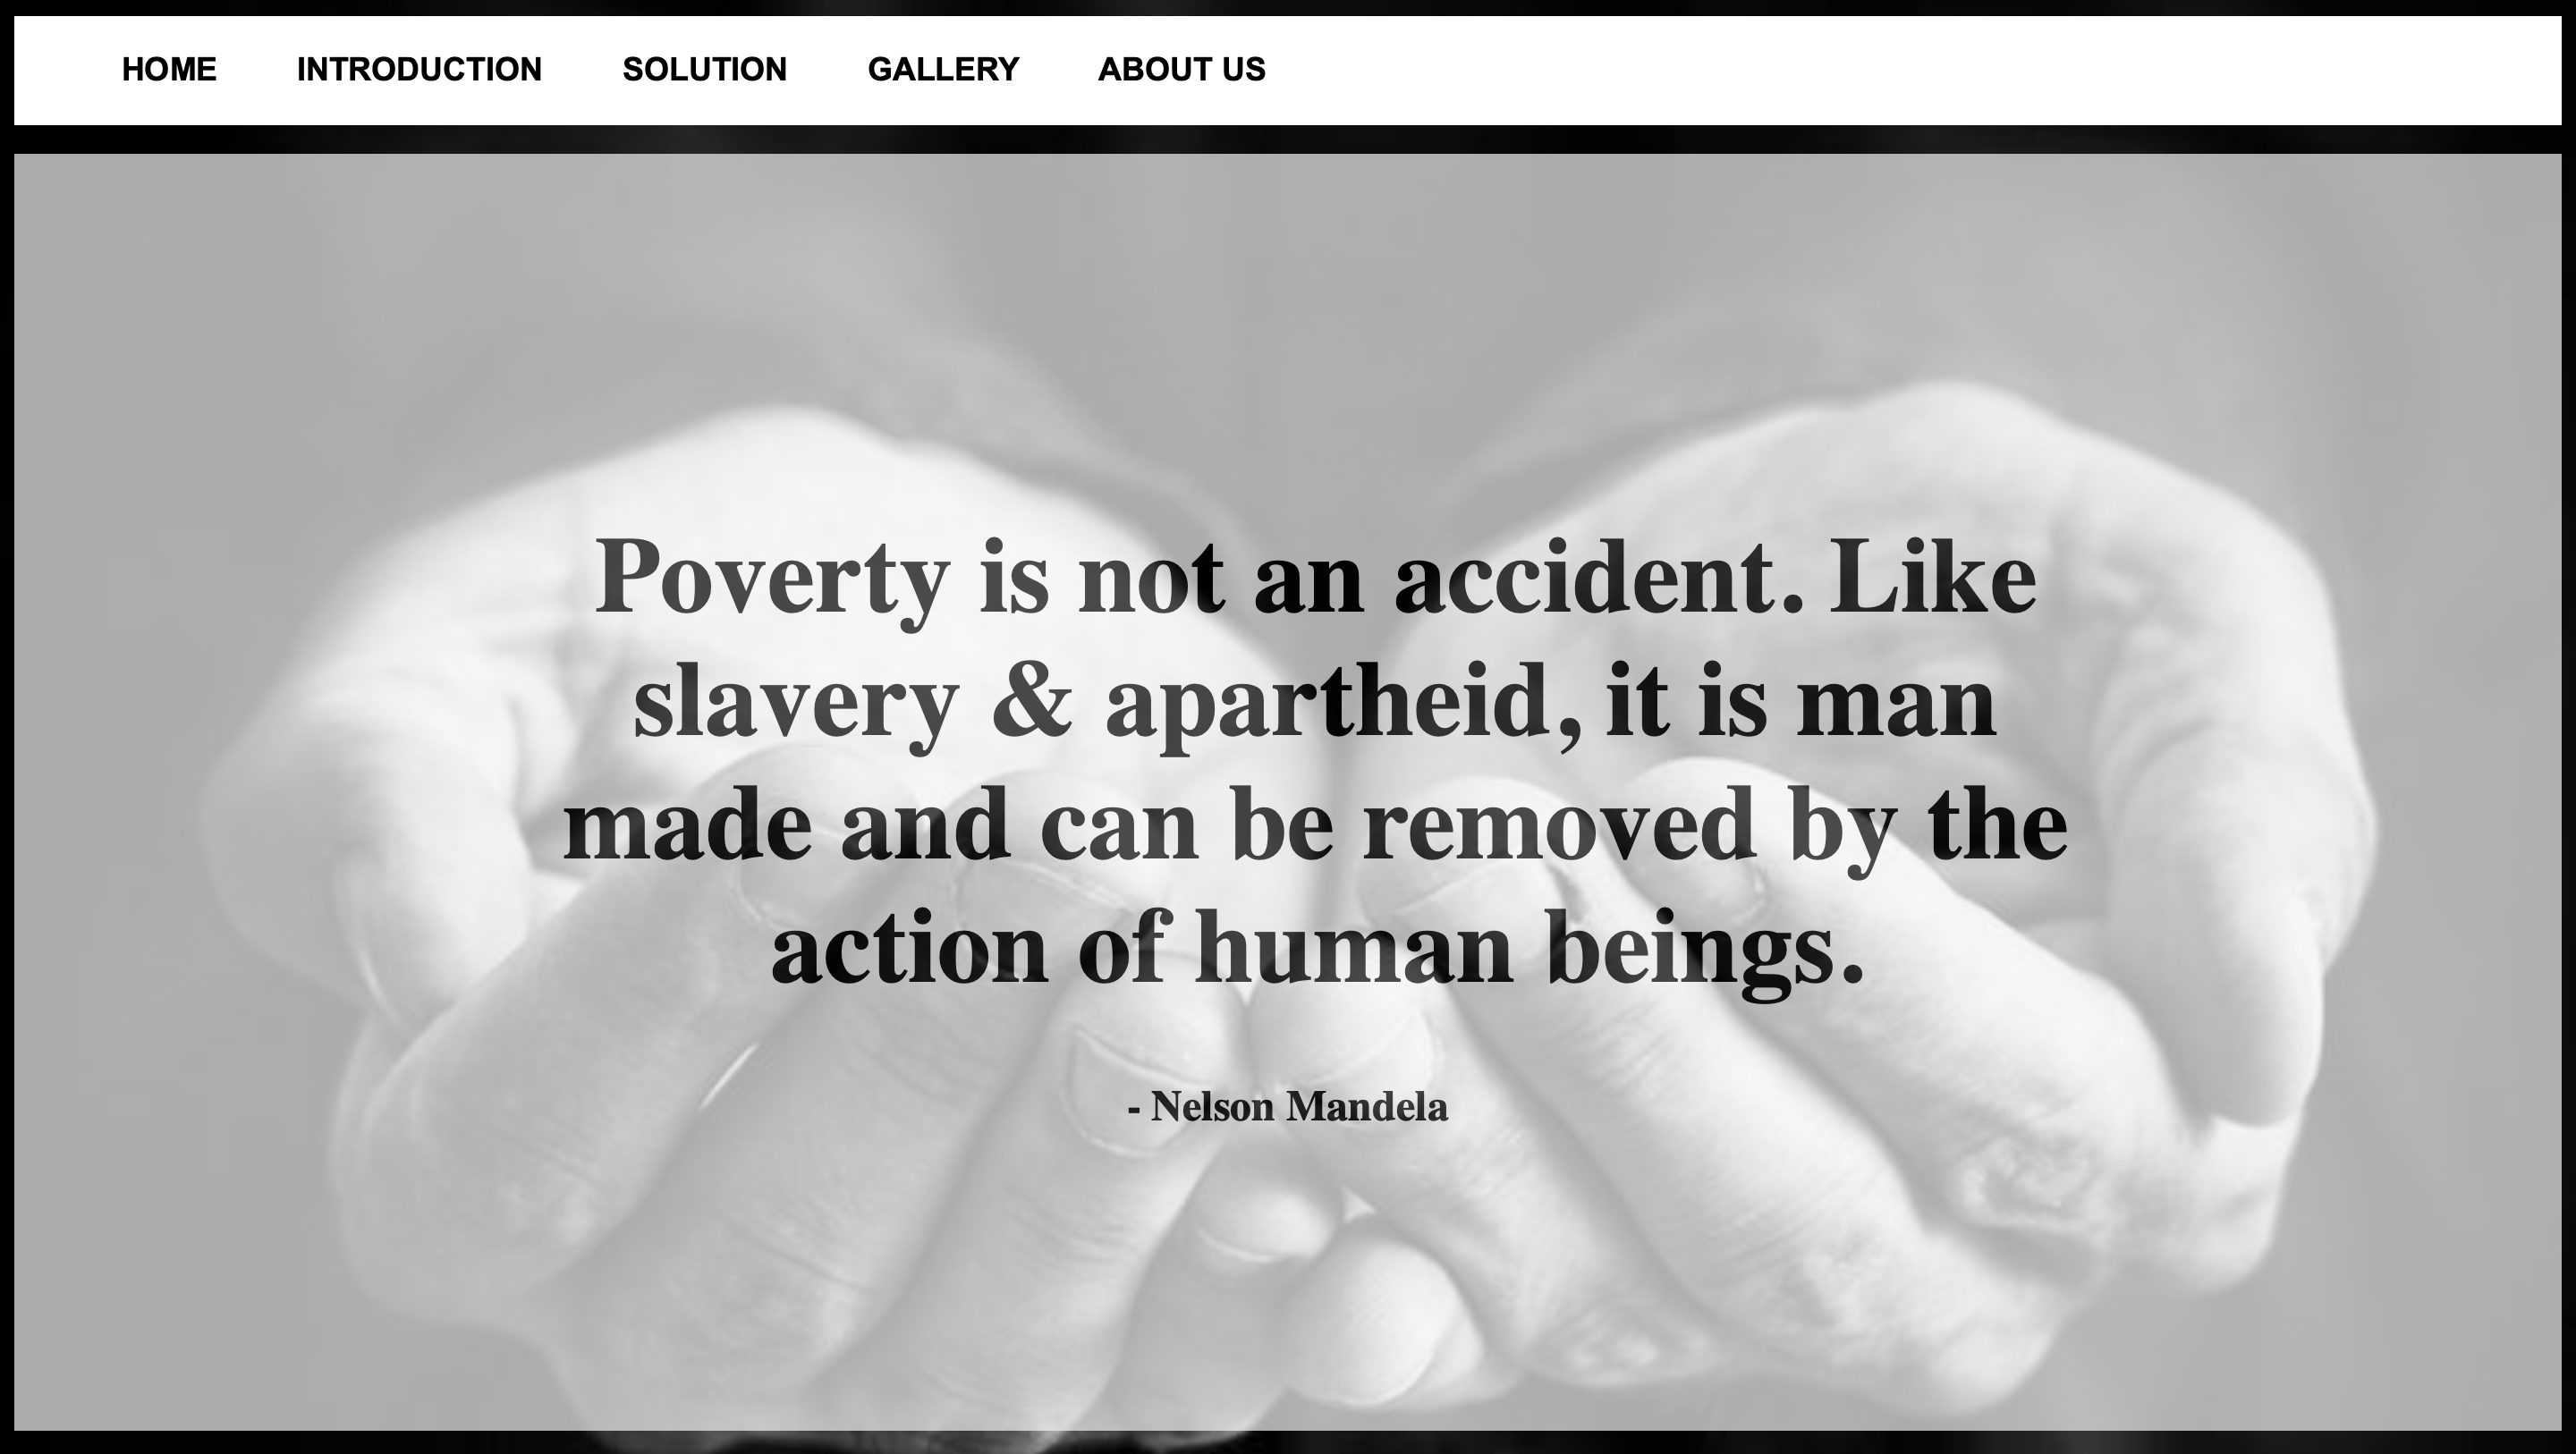 HOME INTRODUCTION SOLUTION GALLERY ABOUT US
Poverty is not an accident. Like
slavery & apartheid, it is man
made and can be removed by the
action of human beings.
- Nelson Mandela